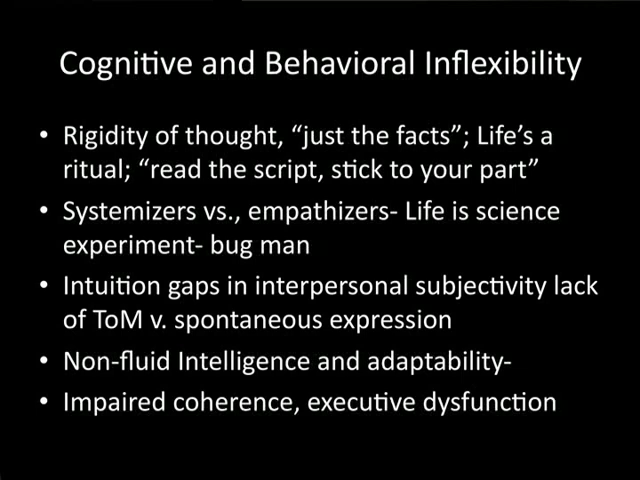 Cognitive and Behavioral Inflexibility
• Rigidity of thought, “just the facts”; Life’s a
ritual; “read the script, stick to your part”
• Systemizers vs., empathizers- Life is science
experiment- bug man
• Intuition gaps in interpersonal subjectivity lack
of ToM v. spontaneous expression
• Non-fluid Intelligence and adaptability-
• Impaired coherence, executive dysfunction